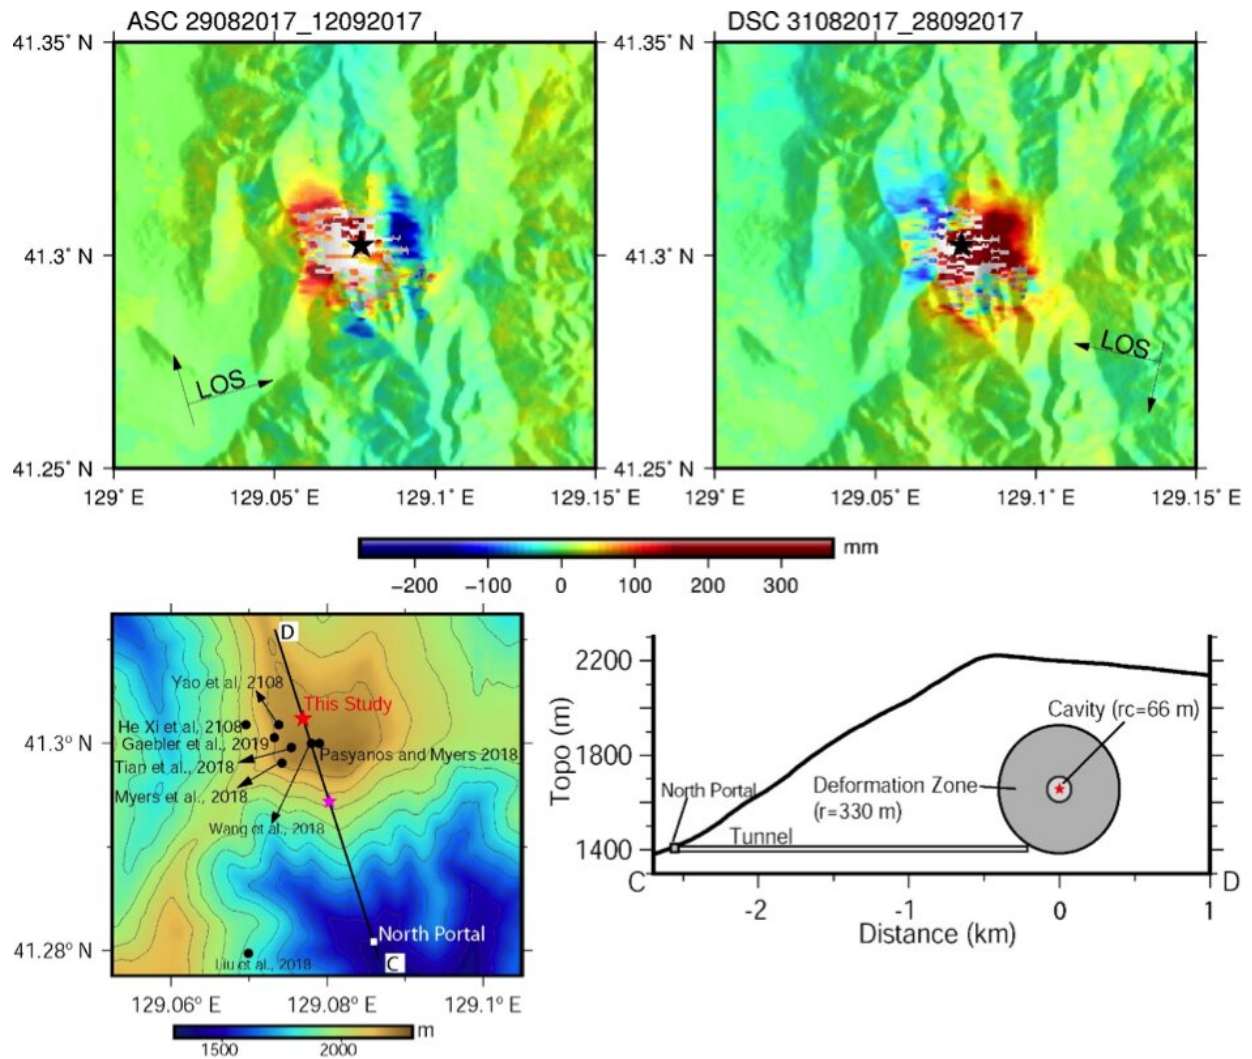 ASC 29082017_12092017
DSC 31082017_28092017
41.35° N
41.3° N
41.25° N
129° E
129.05° E
129.1° E
129.15° E
LOS
41.35° N
41.3° N
41.25° N
129° E
129.05° E
129.1° E
129.15° E
LOS
mm
−200 −100 0 100 200 300
D
Yao et al, 2108
This Study
He Xi et al, 2108
Gaebler et al., 2019
Pasyanos and Myers 2018
Tian et al., 2018
Myers et al., 2018
Wang et al., 2018
North Portal
C
Liu et al., 2018
41.3° N
41.28° N
129.06° E
129.08° E
129.1° E
m
1500
2000
Topo (m)
2200
1800
1400
Cavity (rc=66 m)
Deformation Zone
(r=330 m)
North Portal
Tunnel
C
D
-2
-1
0
1
Distance (km)